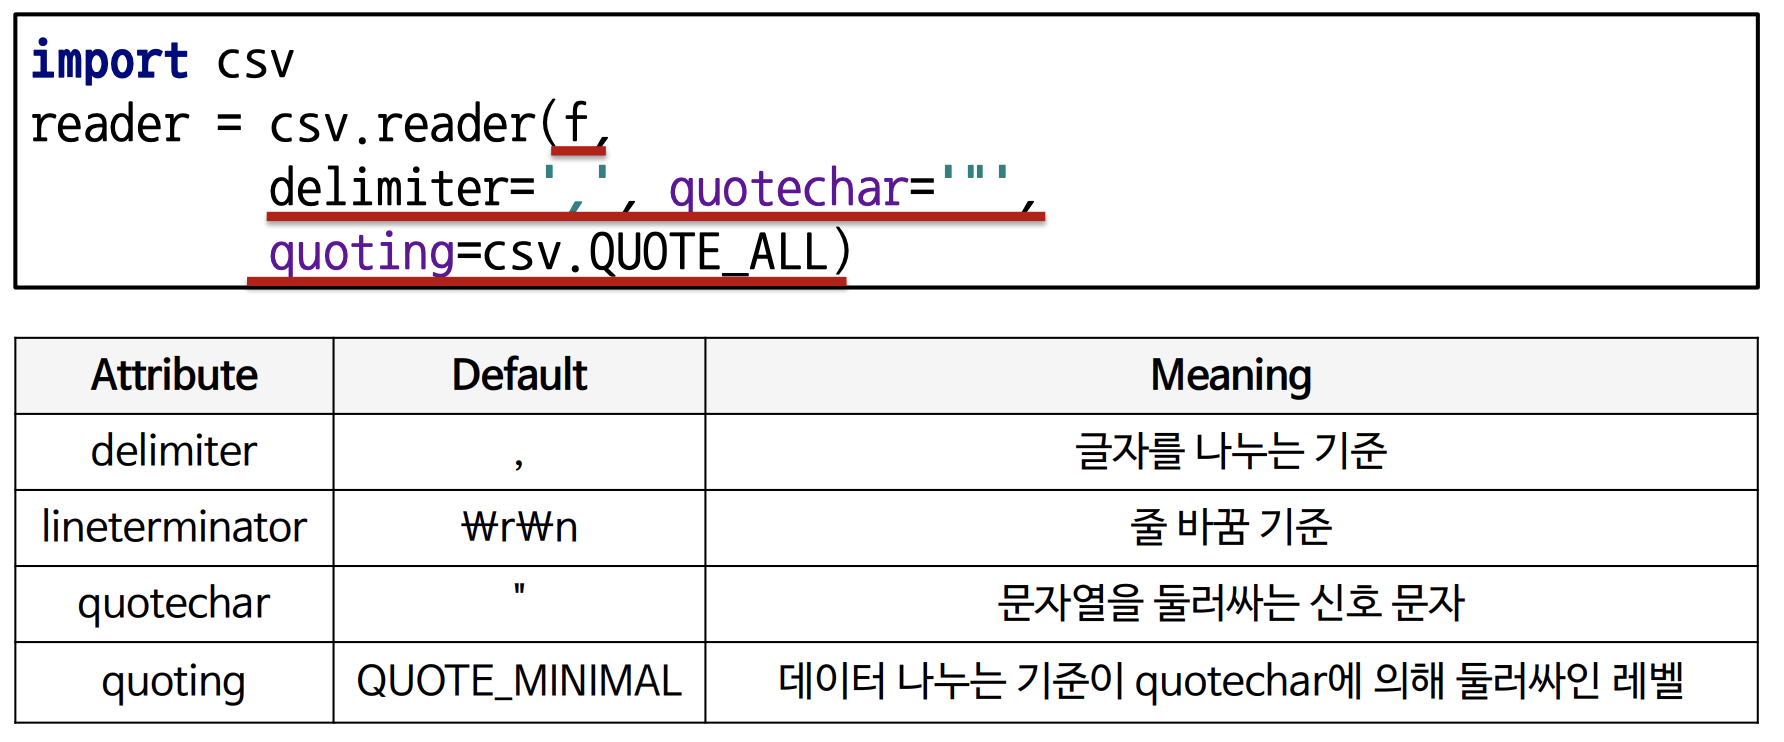 import csv
reader = csv.reader(f,
delimiter=',', quotechar='"',
quoting=csv.QUOTE_ALL)
Attribute Default Meaning
delimiter , 글자를 나누는 기준
lineterminator ₩r₩n 줄 바꿈 기준
quotechar " 문자열을 둘러싸는 신호 문자
quoting QUOTE_MINIMAL 데이터 나누는 기준이 quotechar에 의해 둘러싸인 레벨